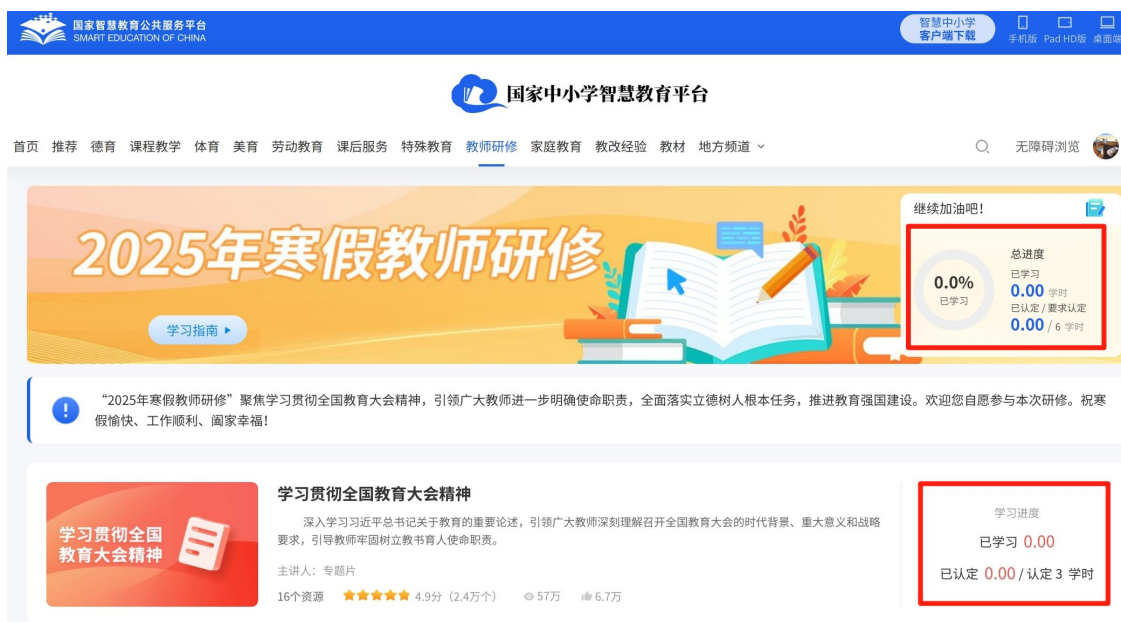 国家智慧教育公共服务平台
SMART EDUCATION OF CHINA
智慧中小学
客户端下载
手机版 Pad HD版 桌面端
国家中小学智慧教育平台
首页 推荐 德育 课程教学 体育 美育 劳动教育 课后服务 特殊教育 教师研修 家庭教育 教改经验 教材 地方频道
无障碍浏览
2025年寒假教师研修
学习指南
继续加油吧!
0.0%
已学习
总进度
已学习
0.00 学时
已认定 / 要求认定
0.00 / 6 学时
“2025年寒假教师研修”聚焦学习贯彻全国教育大会精神，引领广大教师进一步明确使命职责，全面落实立德树人根本任务，推进教育强国建设。欢迎您自愿参与本次研修。祝寒
假愉快、工作顺利、阖家幸福！
学习贯彻全国
教育大会精神
学习贯彻全国教育大会精神
深入学习习近平总书记关于教育的重要论述，引领广大教师深刻理解召开全国教育大会的时代背景、重大意义和战略
要求，引导教师牢固树立教书育人使命职责。
主讲人：专题片
16个资源 4.9分（2.4万个） 57万 6.7万
学习进度
已学习 0.00
已认定 0.00 / 认定 3 学时